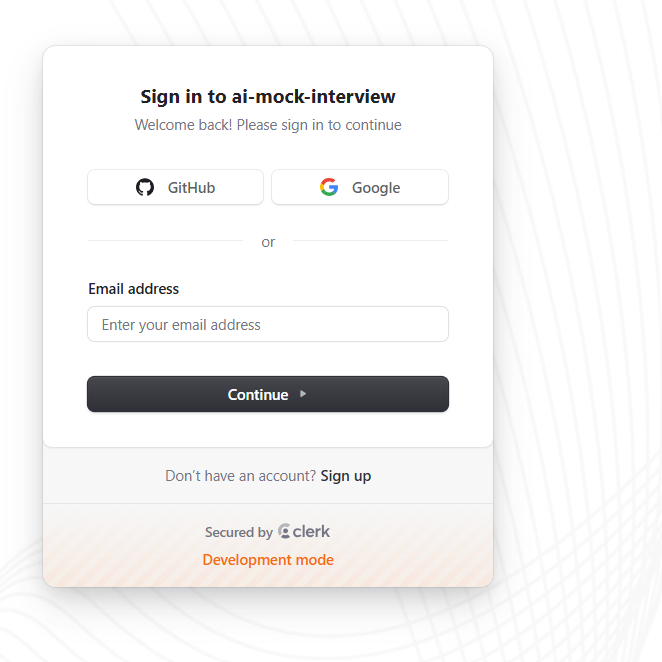 Sign in to ai-mock-interview
Welcome back! Please sign in to continue
GitHub
Google
or
Email address
Enter your email address
Continue
Don’t have an account? Sign up
Secured by clerk
Development mode